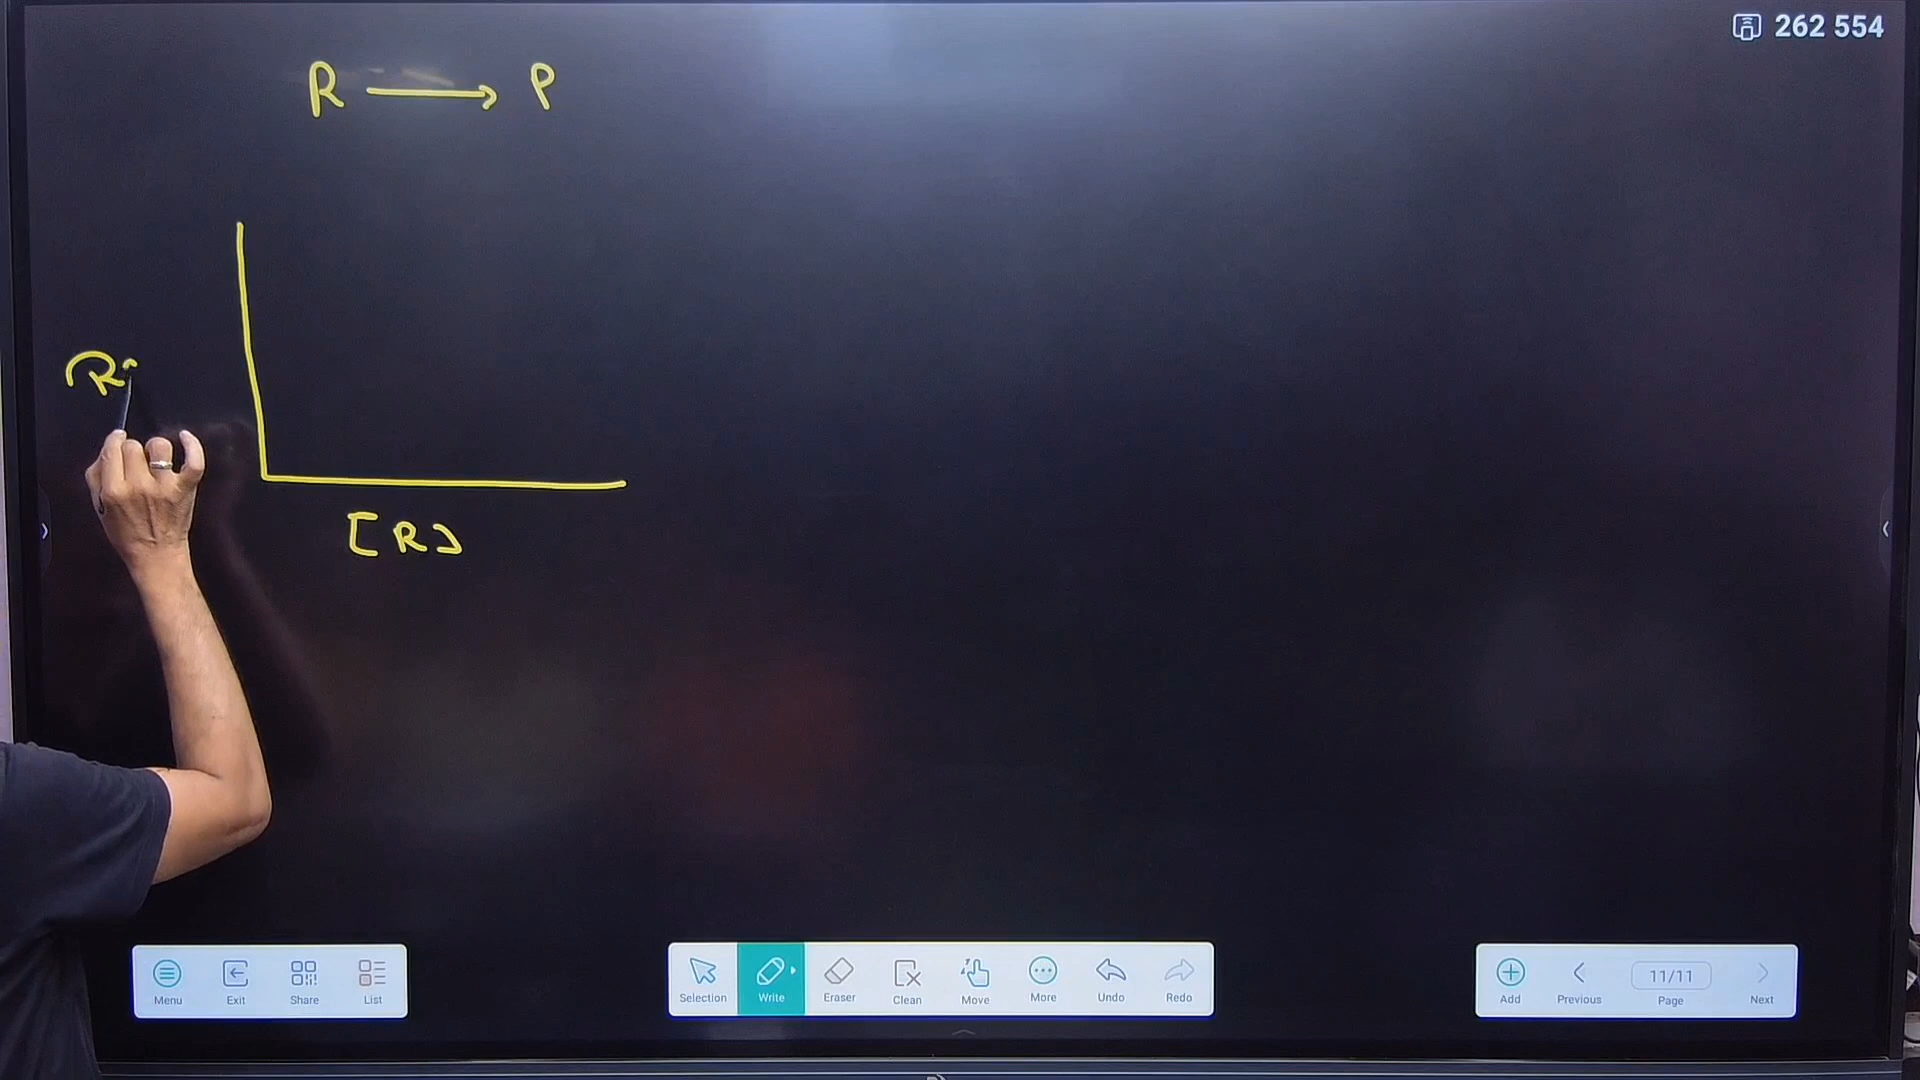 262 554
R → P
R
[R]
Menu Exit Share List
Selection Write Eraser Clean Move More Undo Redo
Add Previous 11/11 Page Next